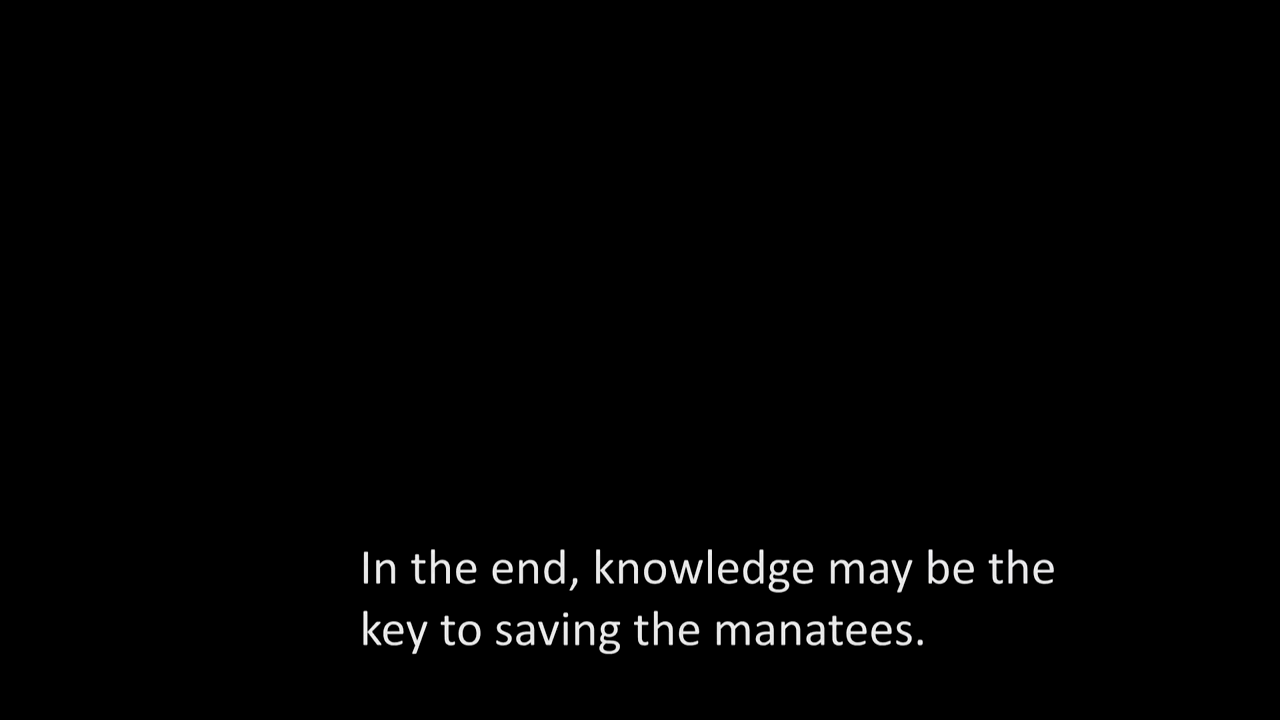 In the end, knowledge may be the
key to saving the manatees.